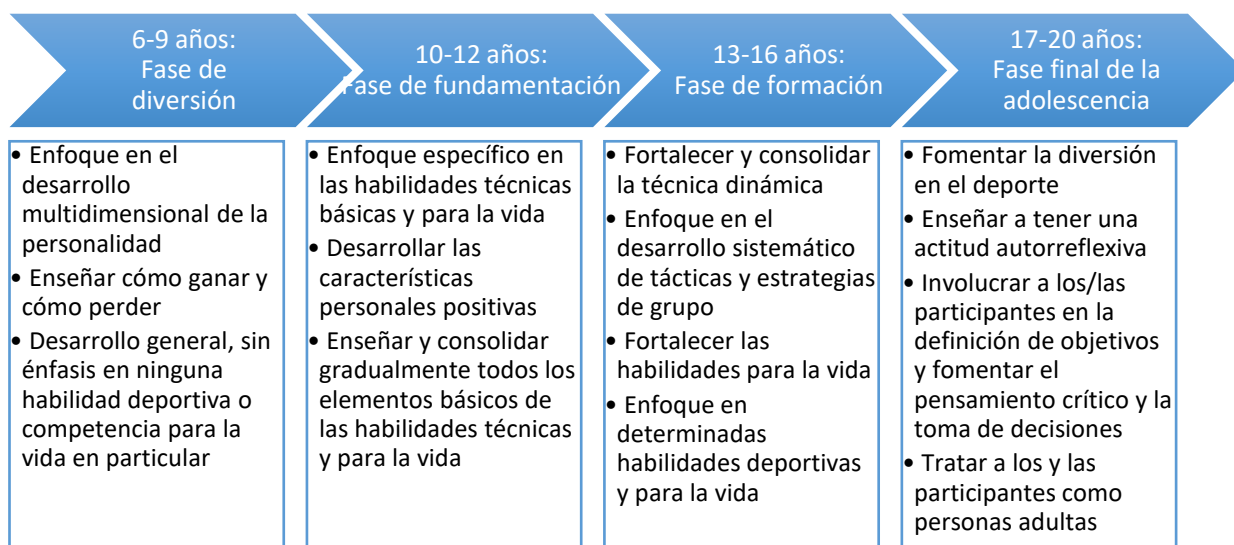 6-9 años:
Fase de
diversión
• Enfoque en el
desarrollo
multidimensional de la
personalidad
• Enseñar cómo ganar y
cómo perder
• Desarrollo general, sin
énfasis en ninguna
habilidad deportiva o
competencia para la
vida en particular
10-12 años:
Fase de fundamentación
• Enfoque específico en
las habilidades técnicas
básicas y para la vida
• Desarrollar las
características
personales positivas
• Enseñar y consolidar
gradualmente todos los
elementos básicos de
las habilidades técnicas
y para la vida
13-16 años:
Fase de formación
• Fortalecer y consolidar
la técnica dinámica
• Enfoque en el
desarrollo sistemático
de tácticas y estrategias
de grupo
• Fortalecer las
habilidades para la vida
• Enfoque en
determinadas
habilidades deportivas
y para la vida
17-20 años:
Fase final de la
adolescencia
• Fomentar la diversión
en el deporte
• Enseñar a tener una
actitud autorreflexiva
• Involucrar a los/las
participantes en la
definición de objetivos
y fomentar el
pensamiento crítico y la
toma de decisiones
• Tratar a los y las
participantes como
personas adultas